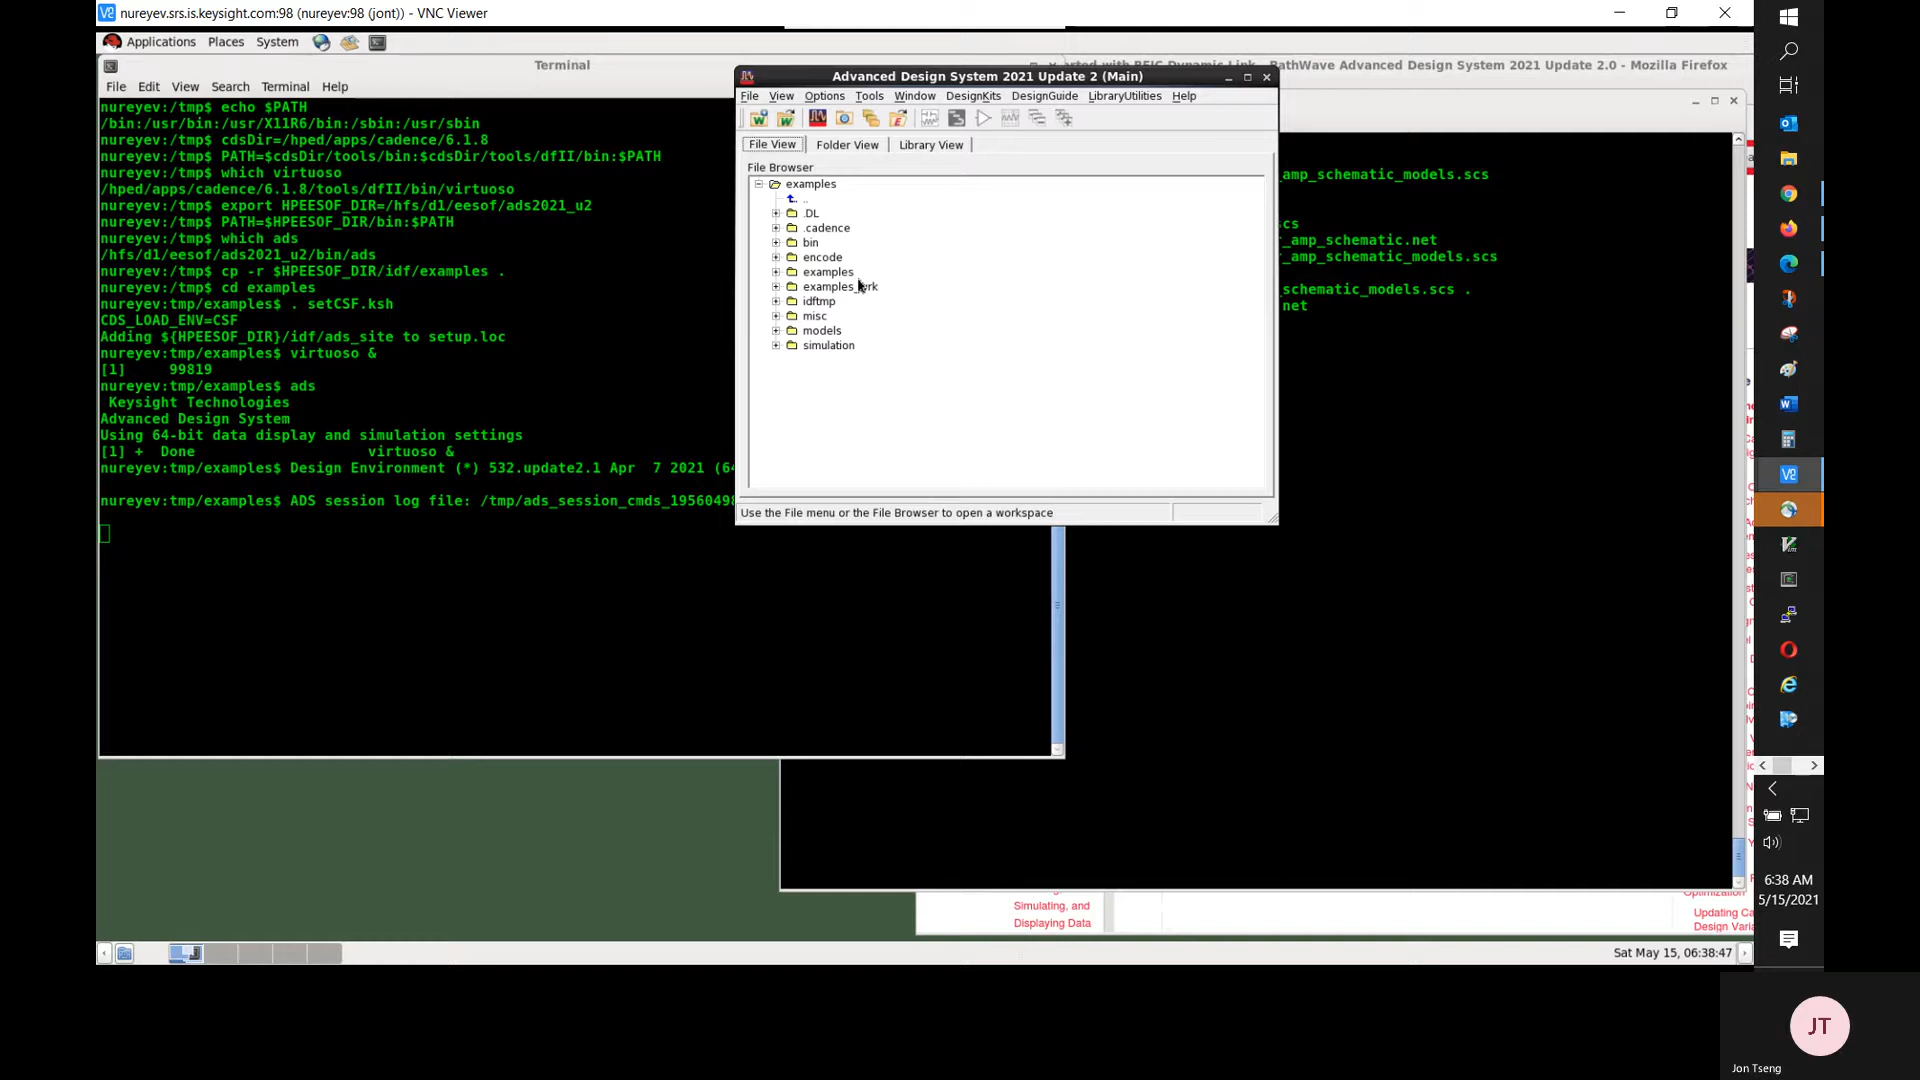 nureyev.srs.is.keysight.com:98 (nureyev:98 (jont)) - VNC Viewer
Applications Places System
Terminal
File Edit View Search Terminal Help
nureyev:/tmp$ echo $PATH
/bin:/usr/bin:/usr/X11R6/bin:/sbin:/usr/sbin
nureyev:/tmp$ cdsDir=/hped/apps/cadence/6.1.8
nureyev:/tmp$ PATH=$cdsDir/tools/bin:$cdsDir/tools/dfII/bin:$PATH
nureyev:/tmp$ which virtuoso
/hped/apps/cadence/6.1.8/tools/dfII/bin/virtuoso
nureyev:/tmp$ export HPEESOF_DIR=/hfs/d1/eesof/ads2021_u2
nureyev:/tmp$ PATH=$HPEESOF_DIR/bin:$PATH
nureyev:/tmp$ which ads
/hfs/d1/eesof/ads2021_u2/bin/ads
nureyev:/tmp$ cp -r $HPEESOF_DIR/idf/examples .
nureyev:/tmp$ cd examples
nureyev:tmp/examples$ . setCSF.ksh
CDS_LOAD_ENV=CSF
Adding ${HPEESOF_DIR}/idf/ads_site to setup.loc
nureyev:tmp/examples$ virtuoso &
[1] 99819
nureyev:tmp/examples$ ads
Keysight Technologies
Advanced Design System
Using 64-bit data display and simulation settings
[1] + Done virtuoso &
nureyev:tmp/examples$ Design Environment (*) 532.update2.1 Apr 7 2021 (64
nureyev:tmp/examples$ ADS session log file: /tmp/ads_session_cmds_19560498
Advanced Design System 2021 Update 2 (Main)
File View Options Tools Window DesignKits DesignGuide LibraryUtilities Help
File View Folder View Library View
File Browser
examples
..
.DL
.cadence
bin
encode
examples
idftmp
misc
models
simulation
Use the File menu or the File Browser to open a workspace
PathWave Advanced Design System 2021 Update 2.0 - Mozilla Firefox
_amp_schematic_models.scs
cs
_amp_schematic.net
_amp_schematic_models.scs
schematic_models.scs .
net
Simulating, and
Displaying Data
Optimization
Updating Ca
Design Varia
Sat May 15, 06:38:47
6:38 AM
5/15/2021
JT
Jon Tseng